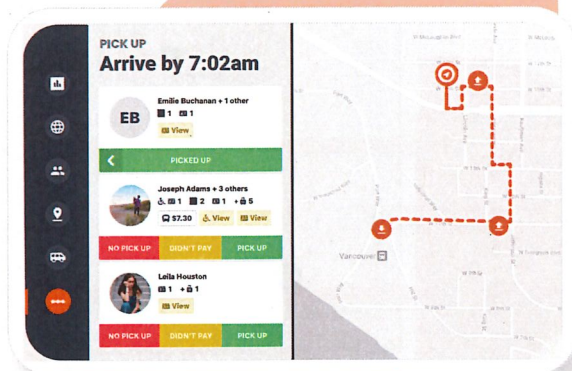 PICK UP
Arrive by 7:02am
EB
Emilie Buchanan + 1 other
1 1
View
PICKED UP
Joseph Adams + 3 others
1 2 1 + 5
$7.30 View View
NO PICK UP DIDN'T PAY PICK UP
Leila Houston
1 + 1
View
NO PICK UP DIDN'T PAY PICK UP
Vancouver